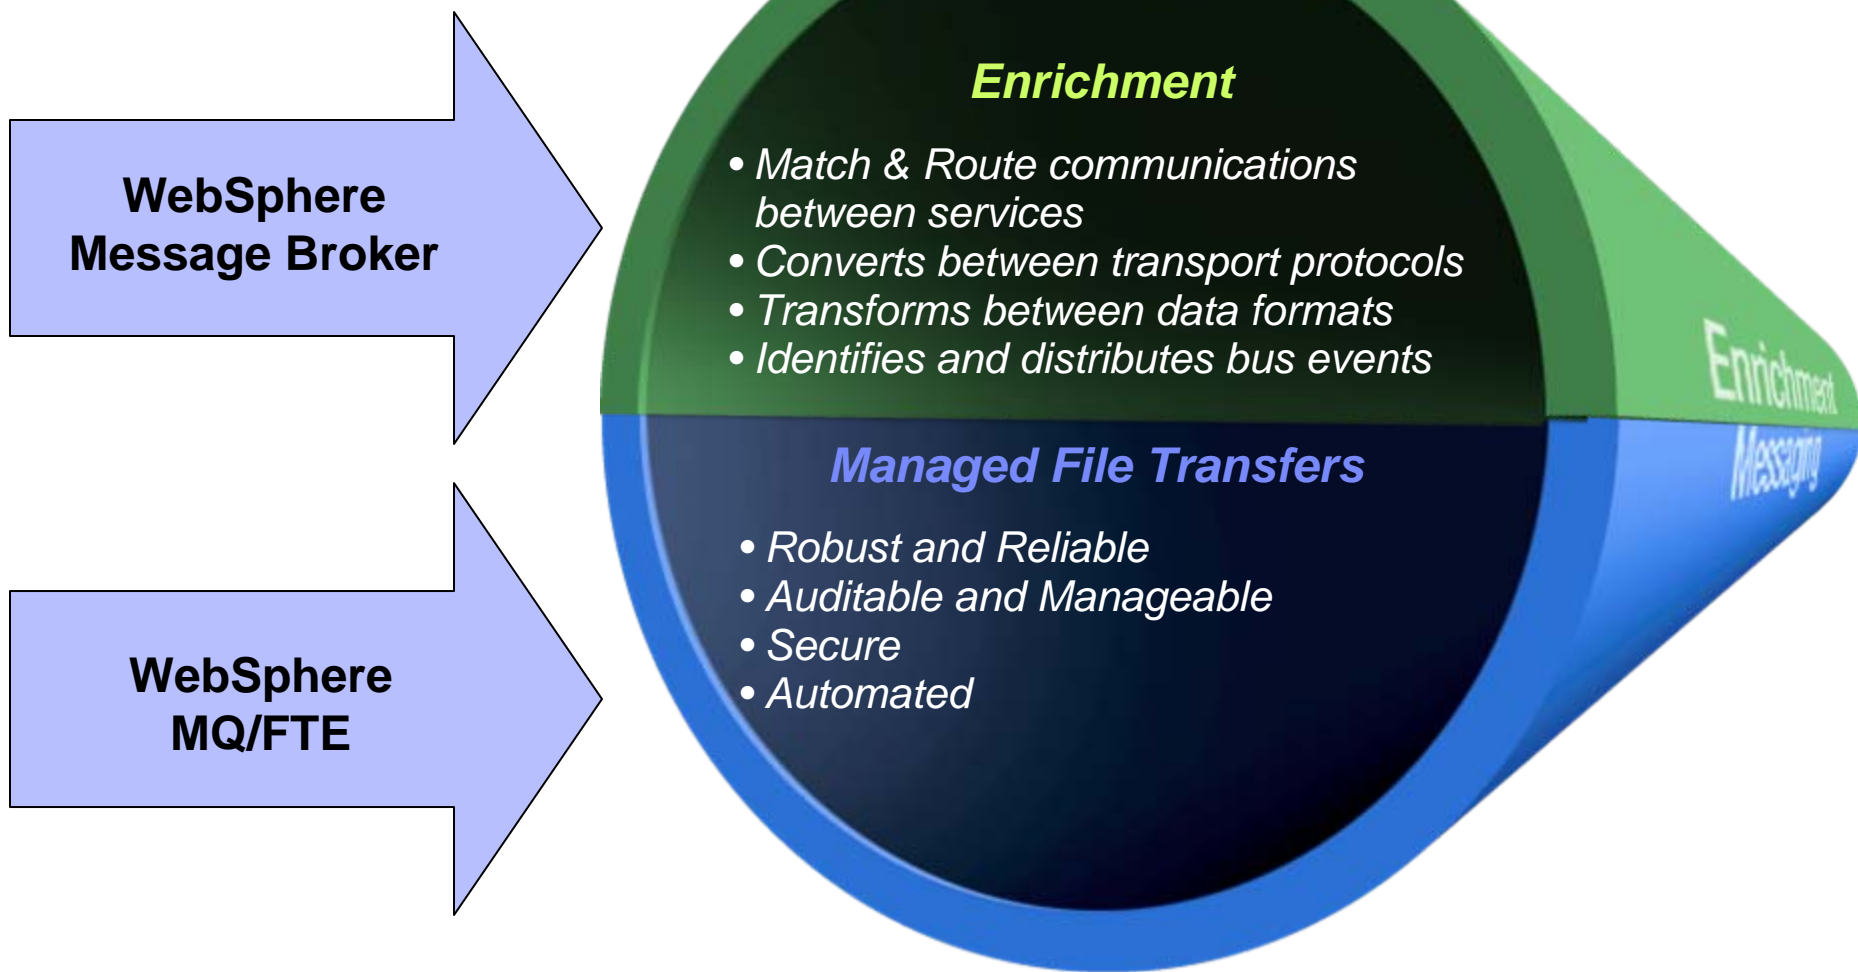 WebSphere
Message Broker
Enrichment
• Match & Route communications
between services
• Converts between transport protocols
• Transforms between data formats
• Identifies and distributes bus events
Enrichment
Messaging
WebSphere
MQ/FTE
Managed File Transfers
• Robust and Reliable
• Auditable and Manageable
• Secure
• Automated